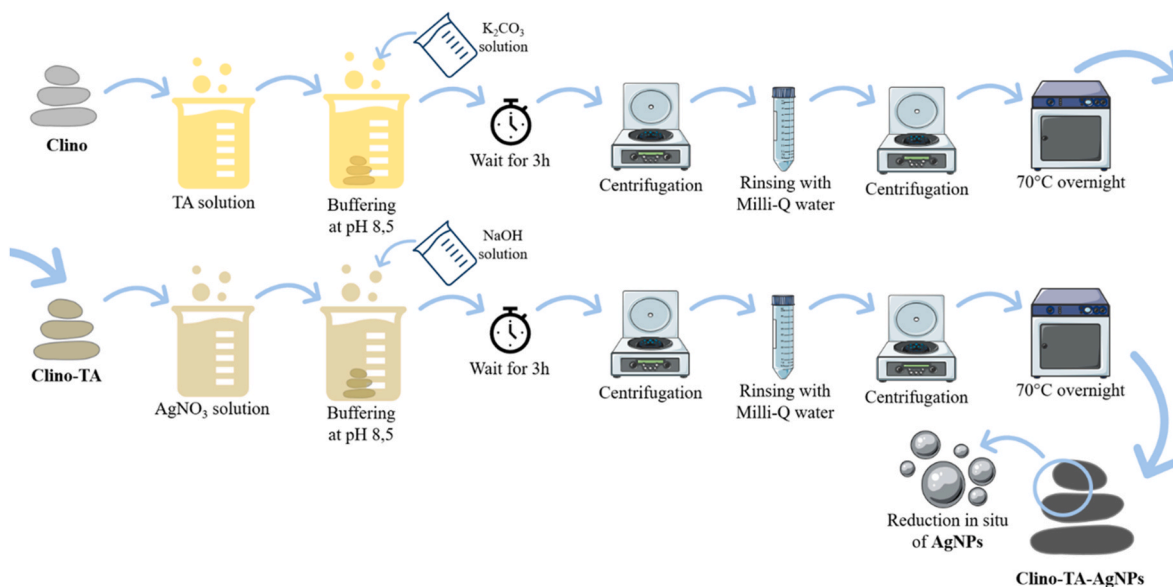 K₂CO₃
solution
Clino
TA solution
Buffering
at pH 8,5
Wait for 3h
Centrifugation
Rinsing with
Milli-Q water
Centrifugation
70°C overnight
NaOH
solution
Clino-TA
AgNO₃ solution
Buffering
at pH 8,5
Wait for 3h
Centrifugation
Rinsing with
Milli-Q water
Centrifugation
70°C overnight
Reduction in situ
of AgNPs
Clino-TA-AgNPs